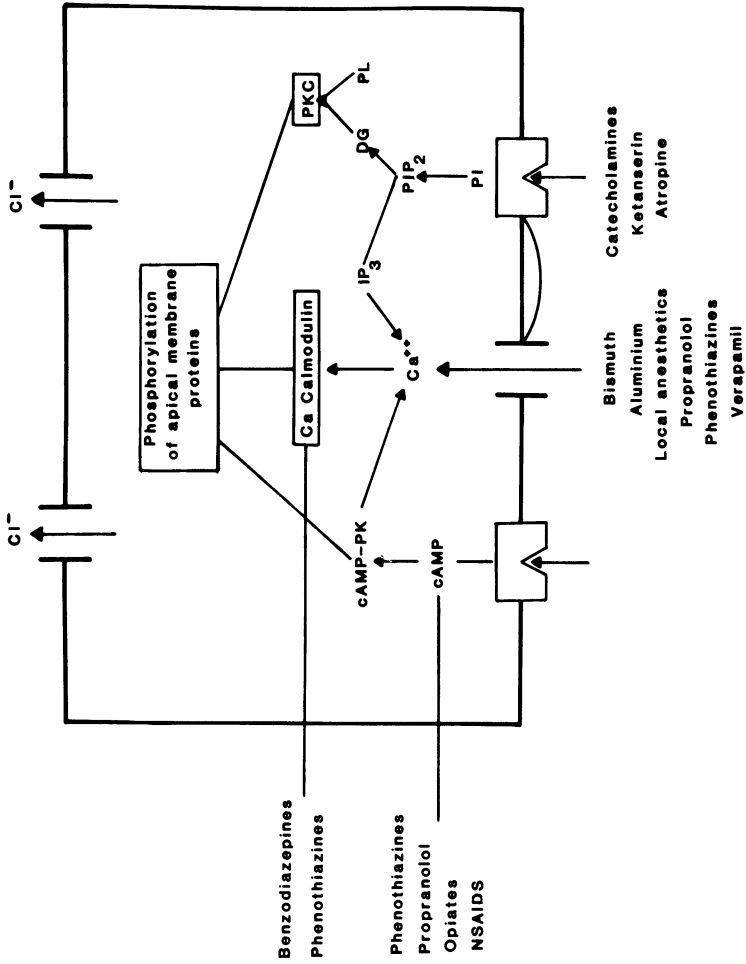 Cl−
Cl−
Phosphorylation
of apical membrane
proteins
PKC
PL
DG
PIP2
PI
IP3
Ca Calmodulin
Ca++
cAMP-PK
cAMP
Benzodiazepines
Phenothiazines
Phenothiazines
Propranolol
Opiates
NSAIDS
Bismuth
Aluminium
Local anesthetics
Propranolol
Phenothiazines
Verapamil
Catecholamines
Ketanserin
Atropine